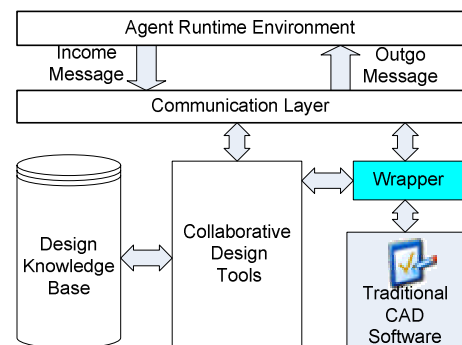 Agent Runtime Environment
Income
Message
Outgo
Message
Communication Layer
Wrapper
Design
Knowledge
Base
Collaborative
Design
Tools
Traditional
CAD
Software